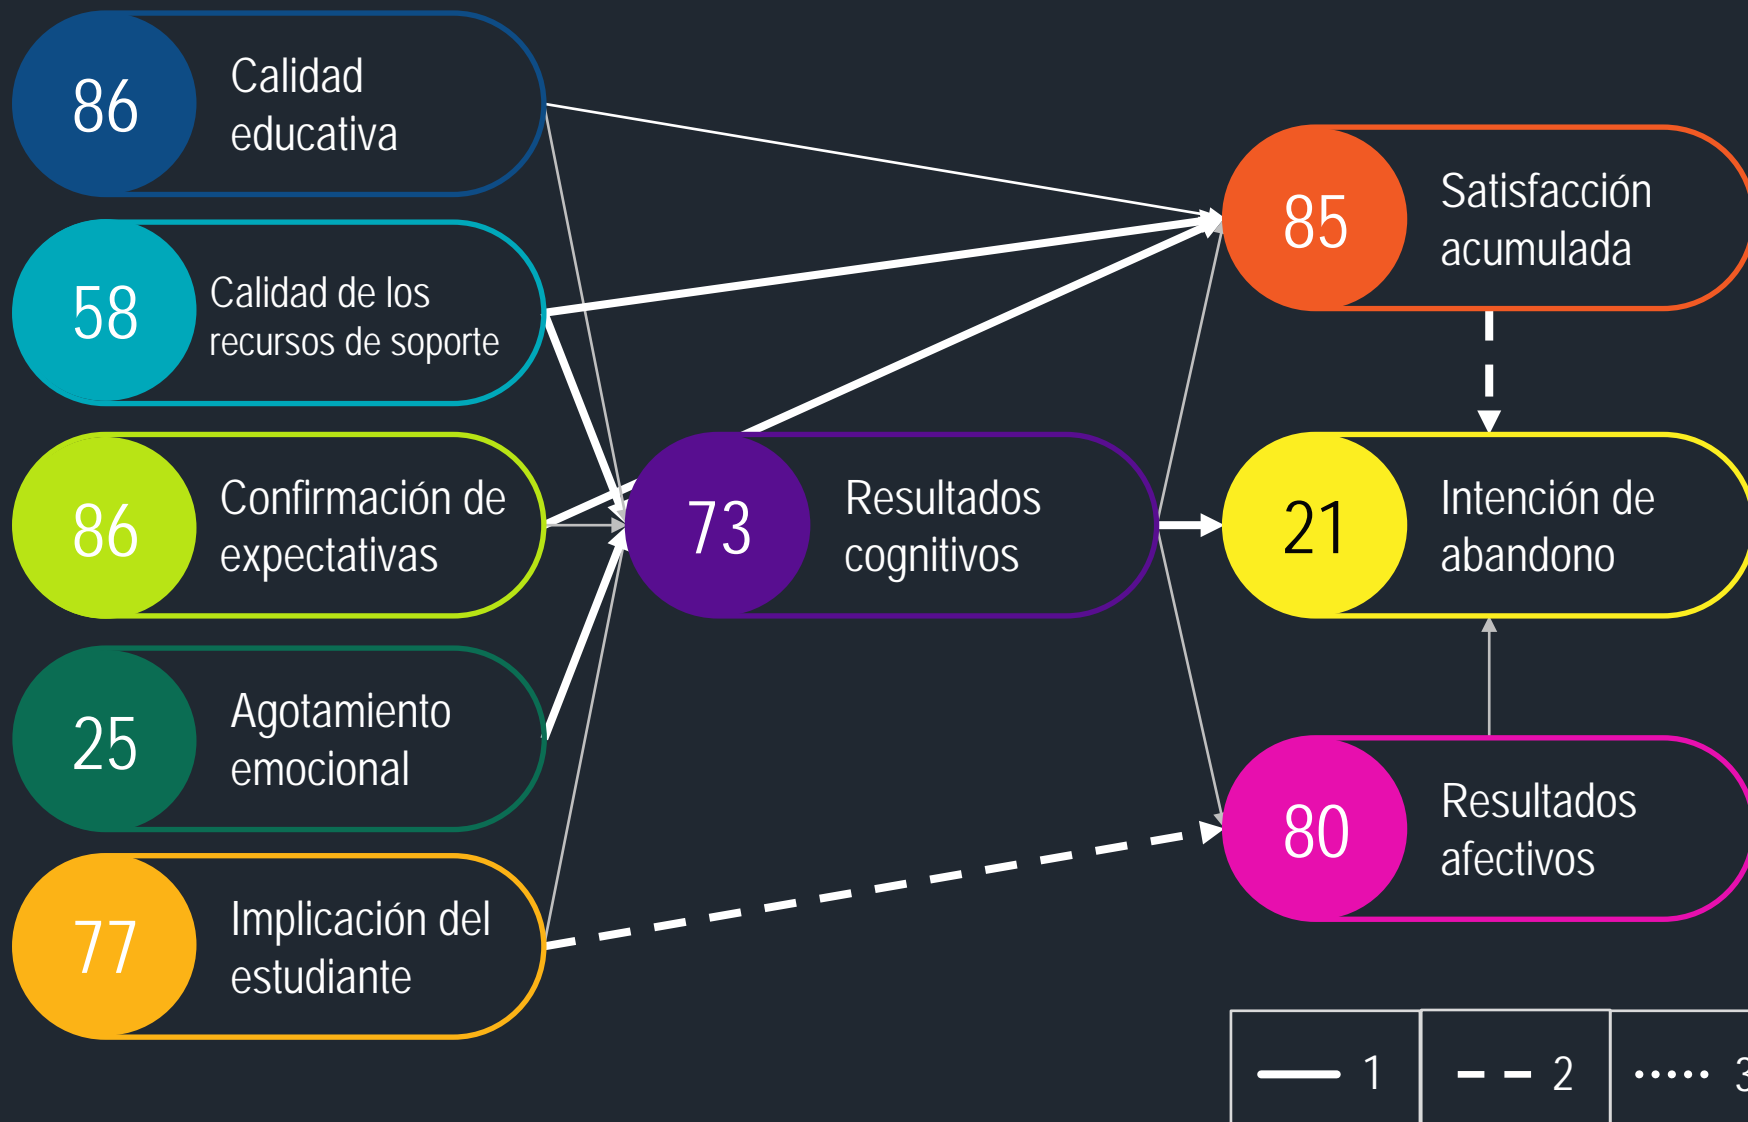 86
Calidad
educativa
58
Calidad de los
recursos de soporte
86
Confirmación de
expectativas
25
Agotamiento
emocional
77
Implicación del
estudiante
73
Resultados
cognitivos
85
Satisfacción
acumulada
21
Intención de
abandono
80
Resultados
afectivos
1
2
3